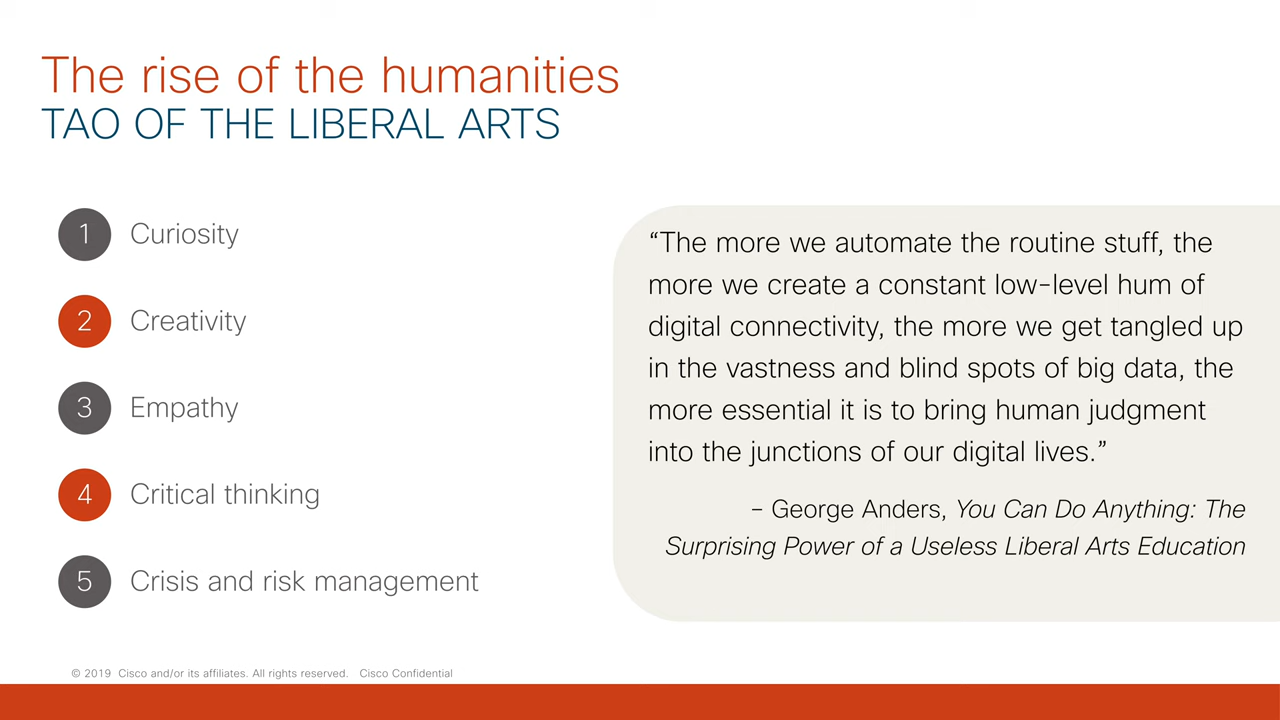 The rise of the humanities
TAO OF THE LIBERAL ARTS
1 Curiosity
2 Creativity
3 Empathy
4 Critical thinking
5 Crisis and risk management
“The more we automate the routine stuff, the
more we create a constant low-level hum of
digital connectivity, the more we get tangled up
in the vastness and blind spots of big data, the
more essential it is to bring human judgment
into the junctions of our digital lives.”
– George Anders, You Can Do Anything: The
Surprising Power of a Useless Liberal Arts Education
© 2019 Cisco and/or its affiliates. All rights reserved. Cisco Confidential